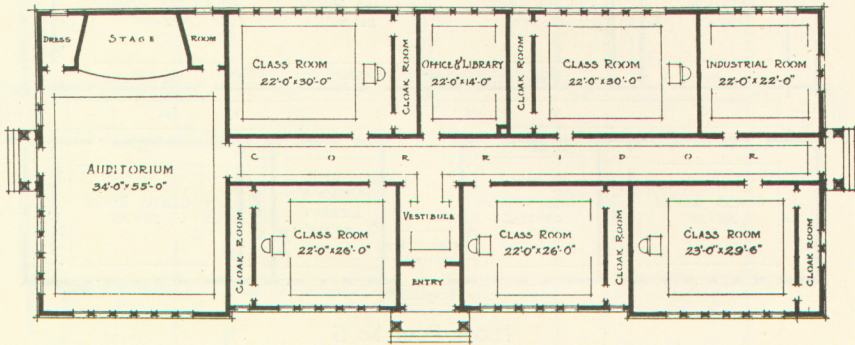 DRESS
STAGE
ROOM
CLASS ROOM
22'-0" x 30'-0"
CLOAK ROOM
OFFICE & LIBRARY
22'-0" x 14'-0"
CLOAK ROOM
CLASS ROOM
22'-0" x 30'-0"
INDUSTRIAL ROOM
22'-0" x 22'-0"
CORRIDOR
AUDITORIUM
34'-0" x 55'-0"
CLOAK ROOM
CLASS ROOM
22'-0" x 26'-0"
VESTIBULE
ENTRY
CLASS ROOM
22'-0" x 26'-0"
CLOAK ROOM
CLASS ROOM
23'-0" x 29'-6"
CLOAK ROOM